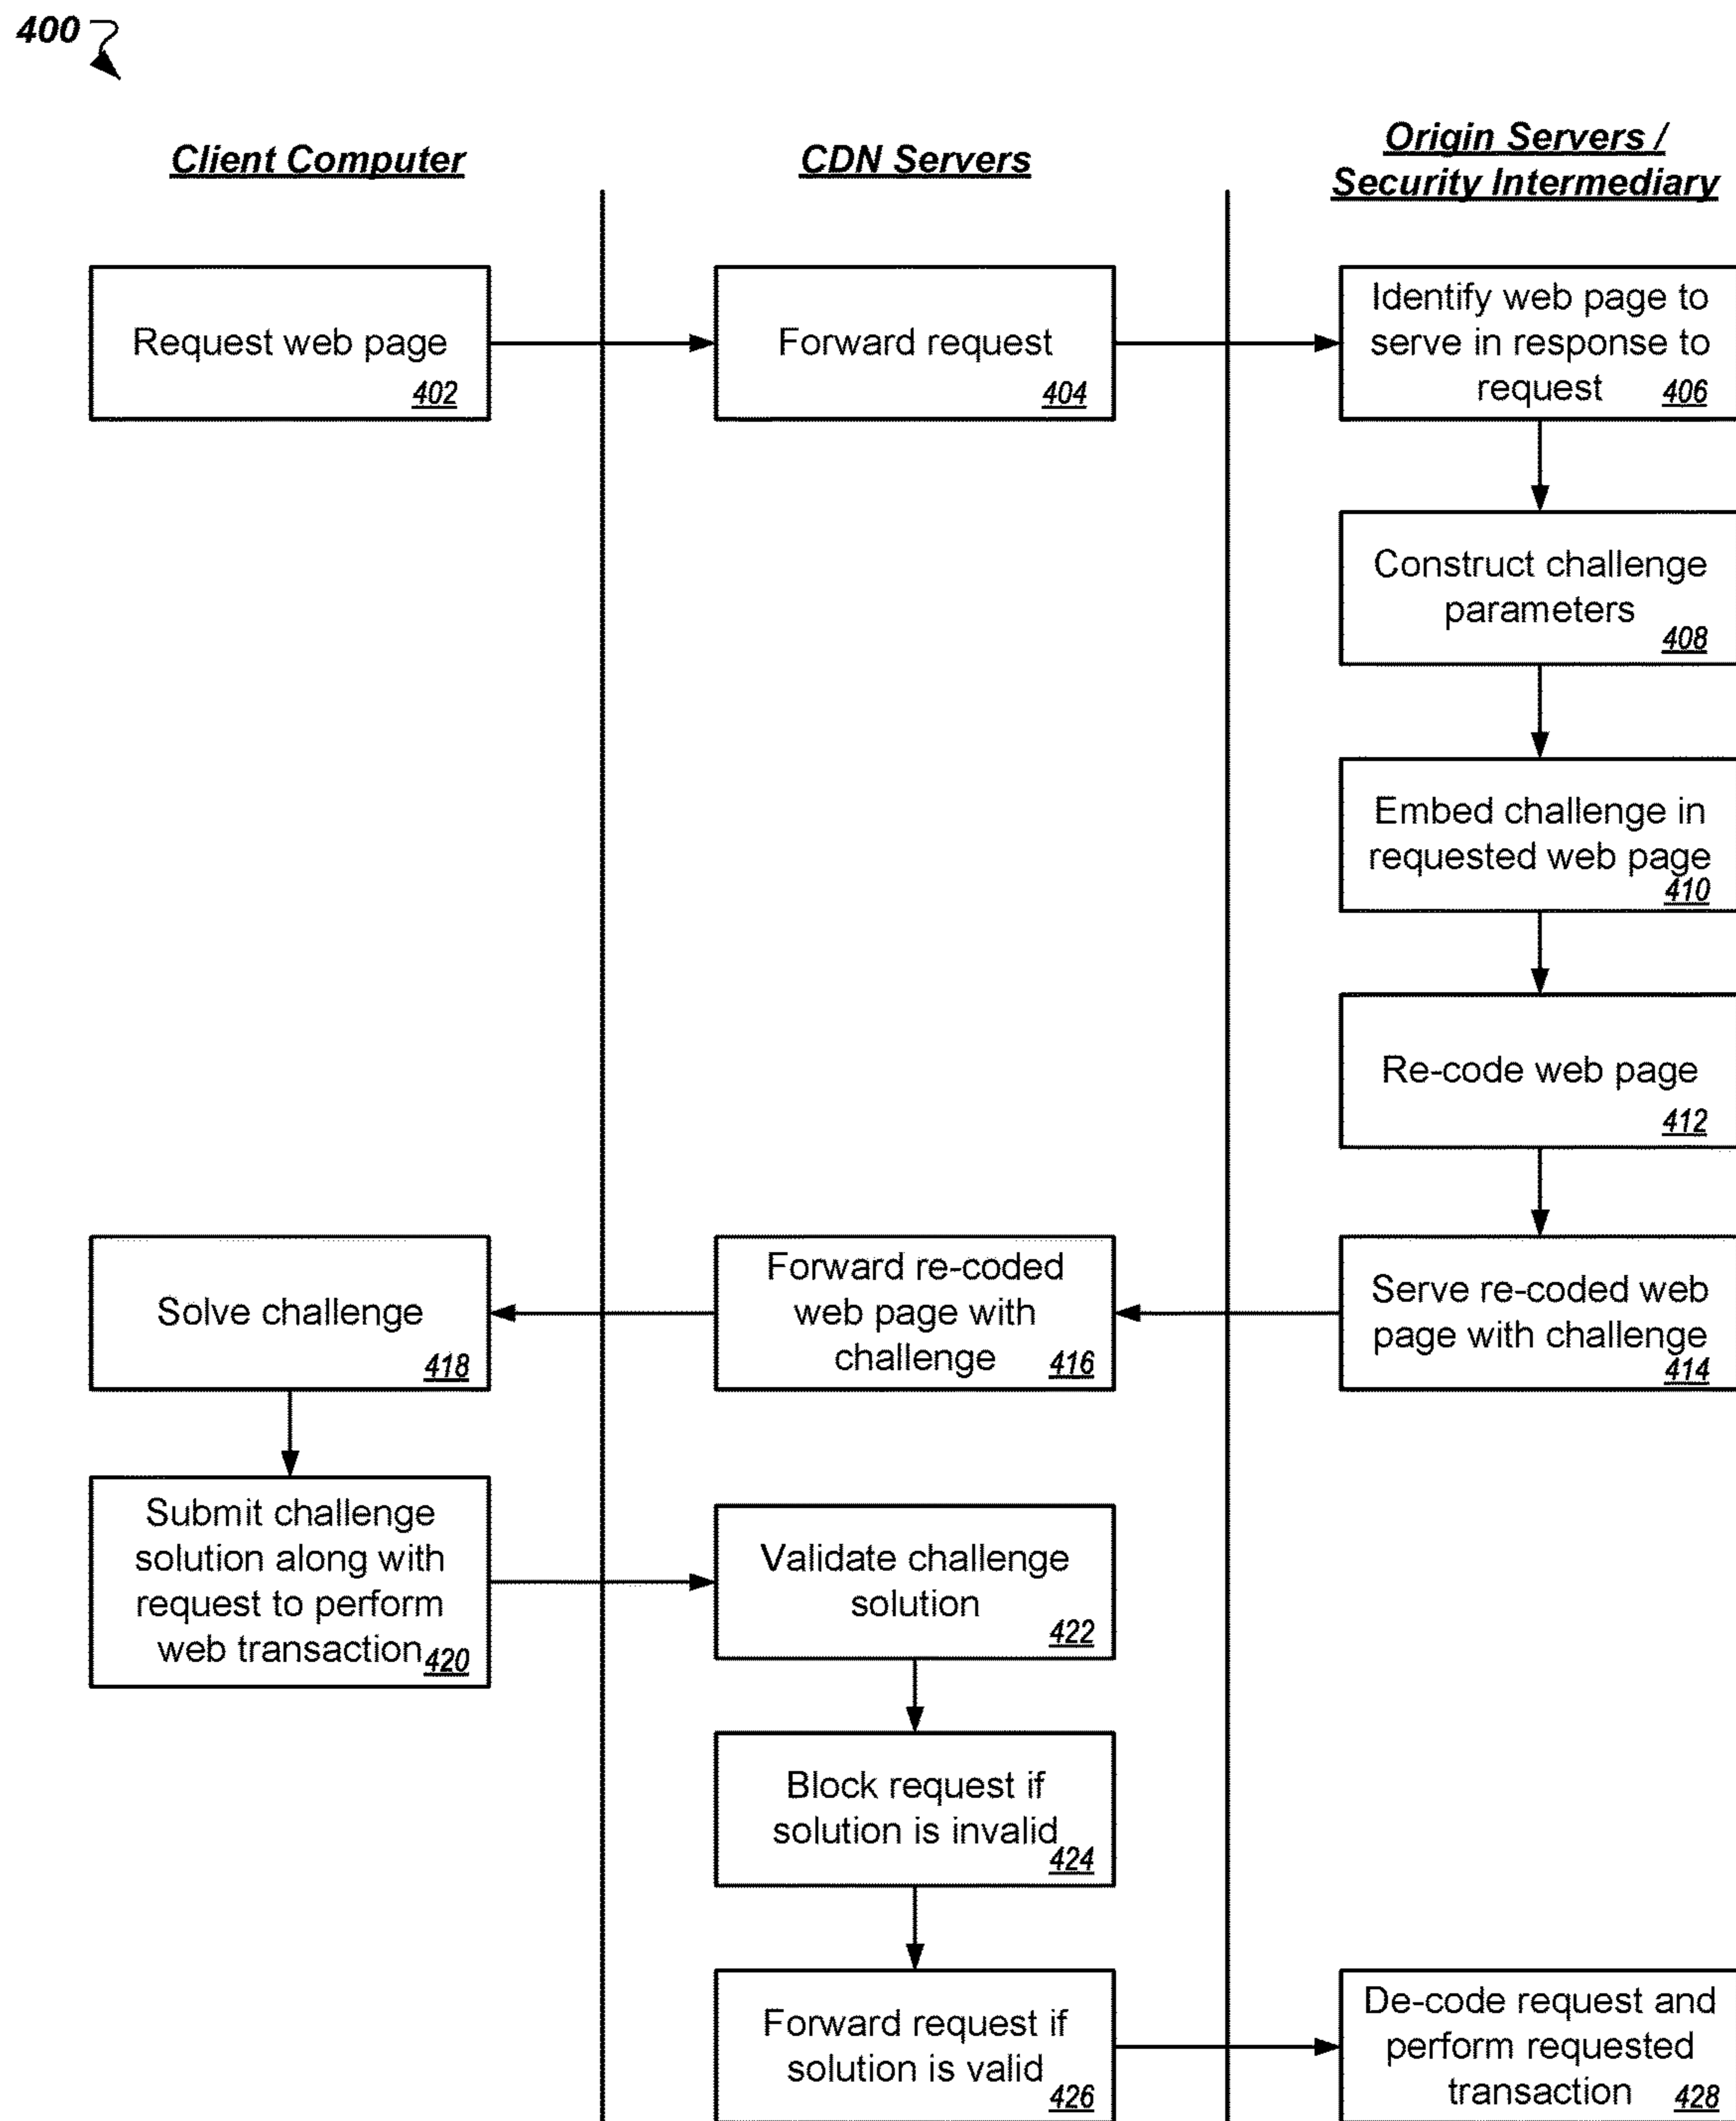 400
Client Computer
CDN Servers
Origin Servers /
Security Intermediary
Request web page
402
Forward request
404
Identify web page to
serve in response to
request 406
Construct challenge
parameters
408
Embed challenge in
requested web page
410
Re-code web page
412
Serve re-coded web
page with challenge
414
Forward re-coded
web page with
challenge 416
Solve challenge
418
Submit challenge
solution along with
request to perform
web transaction 420
Validate challenge
solution
422
Block request if
solution is invalid
424
Forward request if
solution is valid
426
De-code request and
perform requested
transaction 428